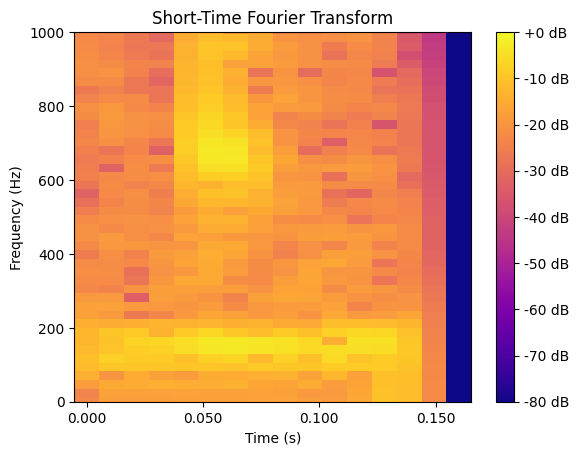 Short-Time Fourier Transform
Frequency (Hz)
1000
800
600
400
200
0
0.000
0.050
0.100
0.150
Time (s)
+0 dB
-10 dB
-20 dB
-30 dB
-40 dB
-50 dB
-60 dB
-70 dB
-80 dB